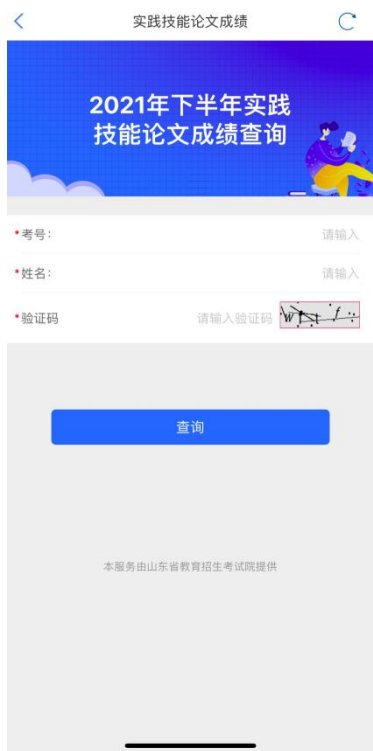 实践技能论文成绩
2021年下半年实践
技能论文成绩查询
*考号：
请输入
*姓名：
请输入
*验证码
请输入验证码
查询
本服务由山东省教育招生考试院提供